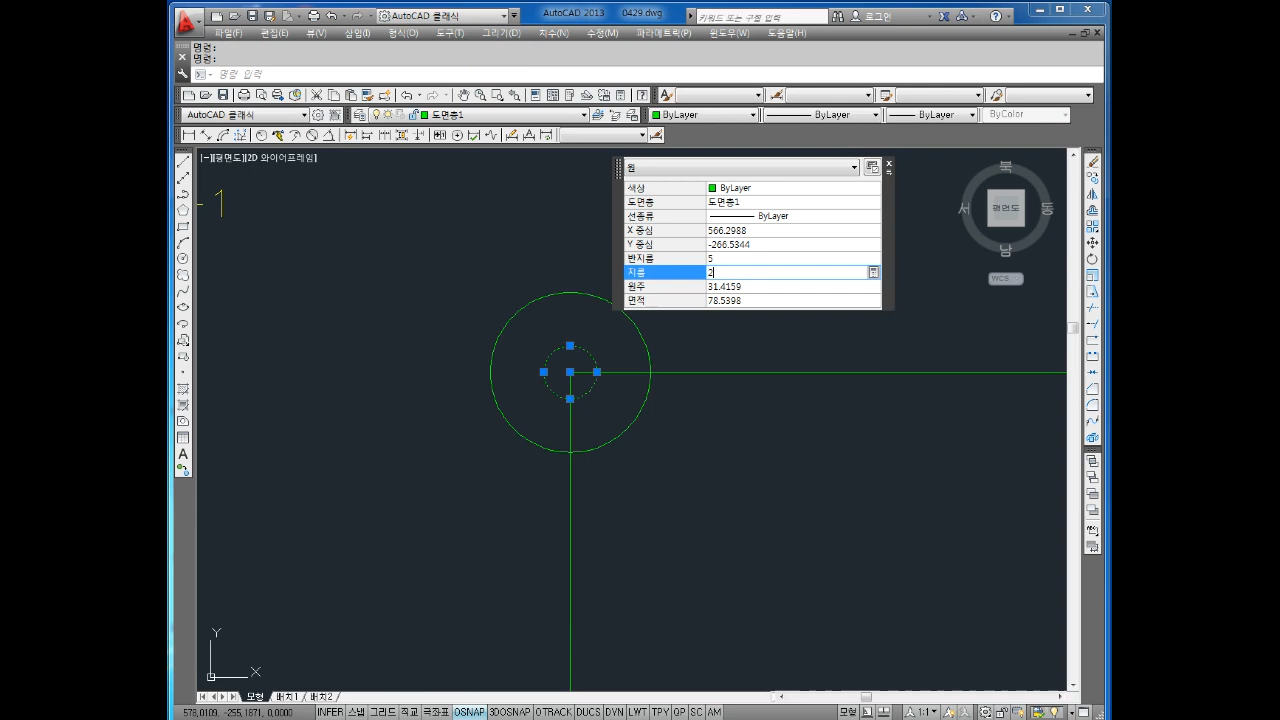 AutoCAD 클래식
AutoCAD 2013 0429.dwg
키워드 또는 구절 입력
로그인
파일(F) 편집(E) 뷰(V) 삽입(I) 형식(O) 도구(T) 그리기(D) 치수(N) 수정(M) 파라메트릭(P) 윈도우(W) 도움말(H)
명령:
명령:
명령 입력
AutoCAD 클래식 도면층1 ByLayer ByLayer ByLayer ByColor
[−][평면도][2D 와이어프레임]
1
원
색상 ByLayer
도면층 도면층1
선종류 ByLayer
X 중심 566.2988
Y 중심 -266.5344
반지름 5
지름 2
원주 31.4159
면적 78.5398
북
서 평면도 동
남
WCS
Y
X
모형 배치1 배치2
578,0109, -255,1871, 0,0000 INFER 스냅 그리드 직교 극좌표 OSNAP 3DOSNAP OTRACK DUCS DYN LWT TPY QP SC AM 모형 1:1